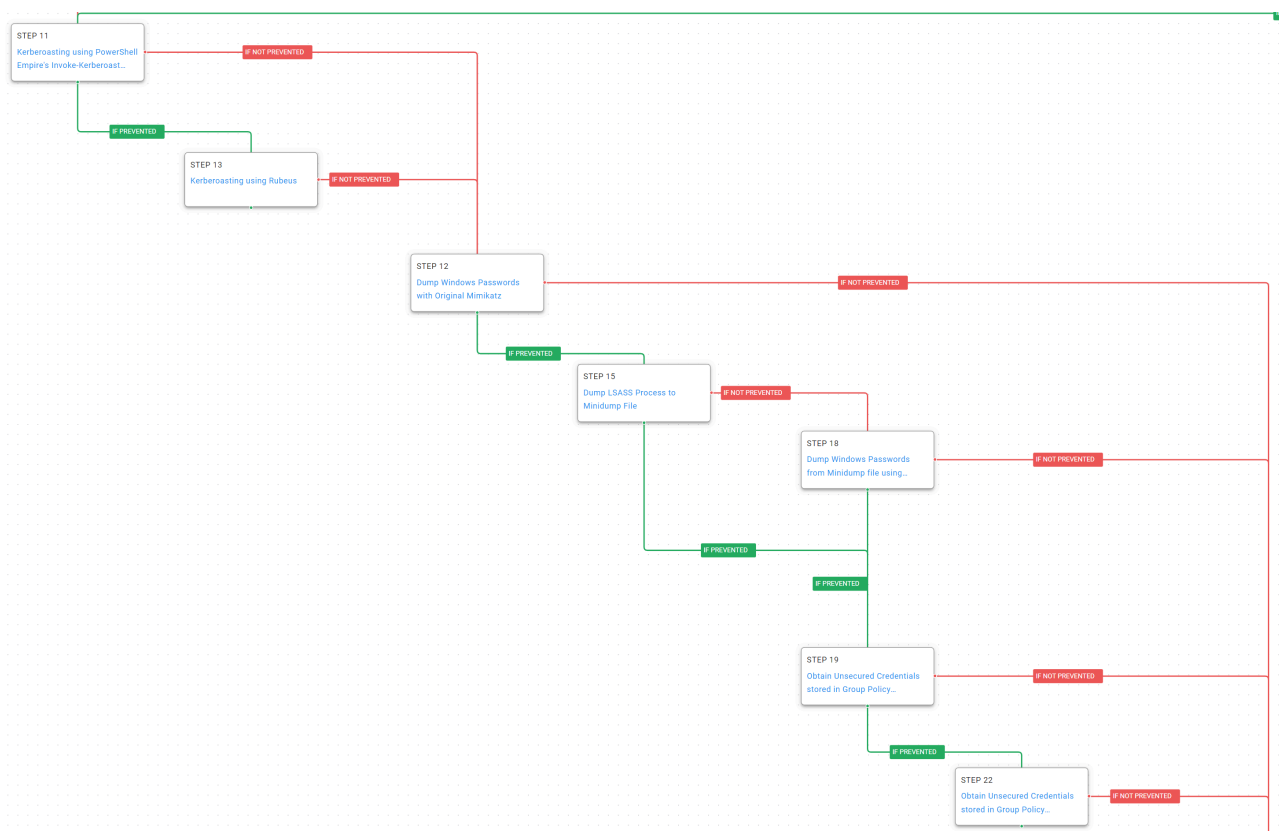 STEP 11
Kerberoasting using PowerShell
Empire's Invoke-Kerberoast...
IF NOT PREVENTED
IF PREVENTED
STEP 13
Kerberoasting using Rubeus
IF NOT PREVENTED
STEP 12
Dump Windows Passwords
with Original Mimikatz
IF NOT PREVENTED
IF PREVENTED
STEP 15
Dump LSASS Process to
Minidump File
IF NOT PREVENTED
STEP 18
Dump Windows Passwords
from Minidump file using...
IF NOT PREVENTED
IF PREVENTED
IF PREVENTED
STEP 19
Obtain Unsecured Credentials
stored in Group Policy...
IF NOT PREVENTED
IF PREVENTED
STEP 22
Obtain Unsecured Credentials
stored in Group Policy...
IF NOT PREVENTED